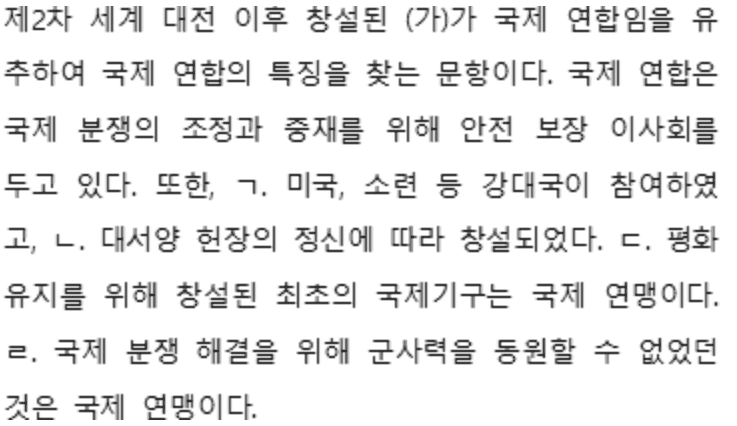 제2차 세계 대전 이후 창설된 (가)가 국제 연합임을 유
추하여 국제 연합의 특징을 찾는 문항이다. 국제 연합은
국제 분쟁의 조정과 중재를 위해 안전 보장 이사회를
두고 있다. 또한, ㄱ. 미국, 소련 등 강대국이 참여하였
고, ㄴ. 대서양 헌장의 정신에 따라 창설되었다. ㄷ. 평화
유지를 위해 창설된 최초의 국제기구는 국제 연맹이다.
ㄹ. 국제 분쟁 해결을 위해 군사력을 동원할 수 없었던
것은 국제 연맹이다.